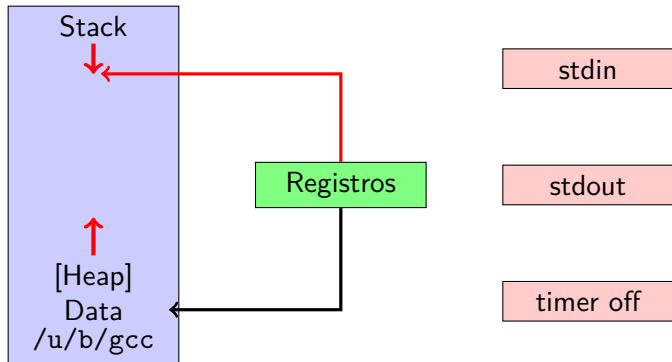 Stack
stdin
Registros
stdout
[Heap]
Data
timer off
/u/b/gcc